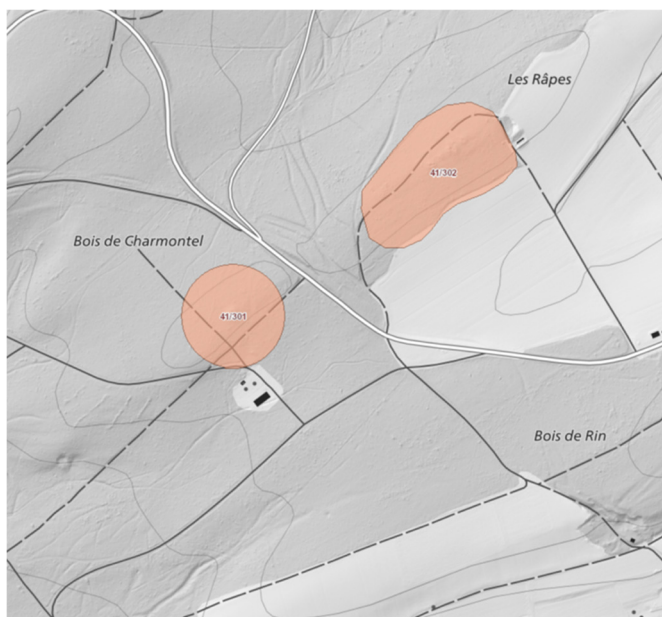 Les Râpes
41/302
Bois de Charmontel
41/301
Bois de Rin